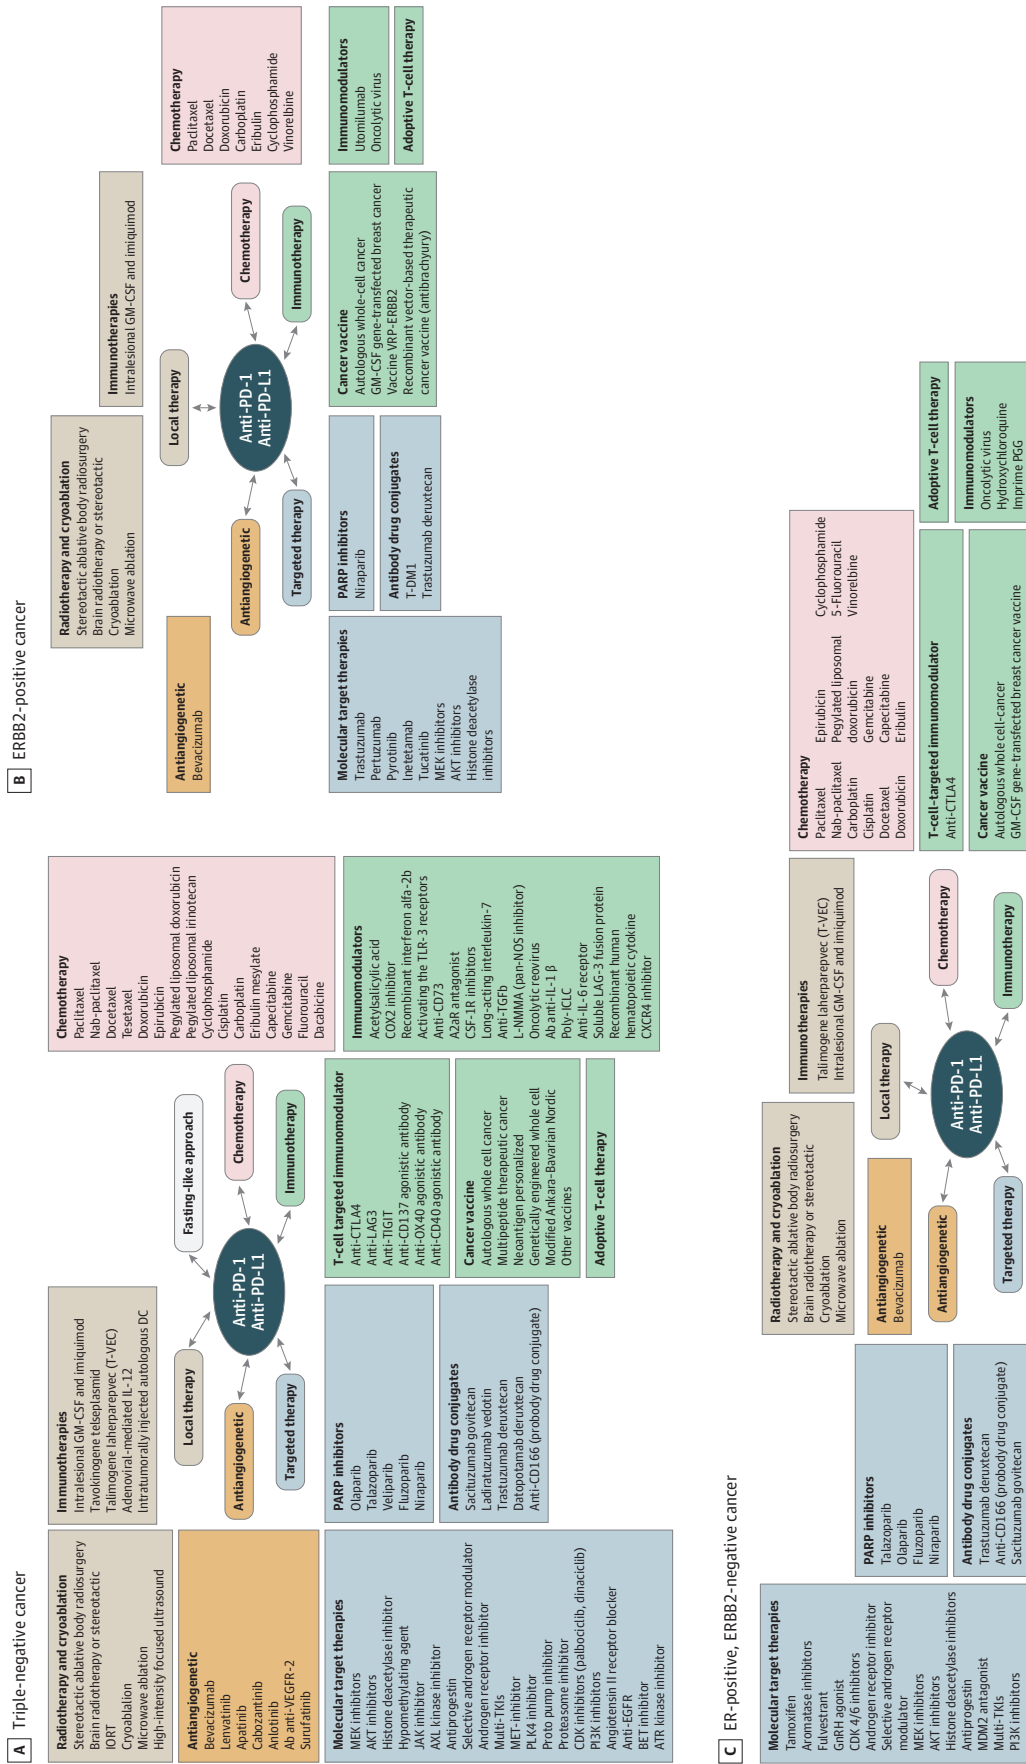 A Triple-negative cancer
Radiotherapy and cryoablation
Stereotactic ablative body radiosurgery
Brain radiotherapy or stereotactic
IORT
Cryoablation
Microwave ablation
High-intensity focused ultrasound
Immunotherapies
Intralesional GM-CSF and imiquimod
Tavokinogene telseplasmid
Talimogene laherparepvec (T-VEC)
Adenoviral-mediated IL-12
Intratumorally injected autologous DC
Antiangiogenetic
Bevacizumab
Lenvatinib
Apatinib
Cabozantinib
Anlotinib
Ab anti-VEGFR-2
Surufatinib
Local therapy
Fasting-like approach
Antiangiogenetic
Anti-PD-1
Anti-PD-L1
Chemotherapy
Targeted therapy
Immunotherapy
Chemotherapy
Paclitaxel
Nab-paclitaxel
Docetaxel
Tesetaxel
Doxorubicin
Epirubicin
Pegylated liposomal doxorubicin
Pegylated liposomal irinotecan
Cyclophosphamide
Cisplatin
Carboplatin
Eribulin mesylate
Capecitabine
Gemcitabine
Fluorouracil
Dacabicine
Molecular target therapies
MEK inhibitors
AKT inhibitors
Histone deacetylase inhibitor
Hypomethylating agent
JAK inhibitor
AXL kinase inhibitor
Antiprogestin
Selective androgen receptor modulator
Androgen receptor inhibitor
Multi-TKIs
MET- inhibitor
PLK4 inhibitor
Proto pump inhibitor
Proteasome inhibitor
CDK inhibitors (palbociclib, dinaciclib)
PI3K inhibitors
Angiotensin II receptor blocker
Anti-EGFR
BET inhibitor
ATR kinase inhibitor
PARP inhibitors
Olaparib
Talazoparib
Veliparib
Fluzoparib
Niraparib
Antibody drug conjugates
Sacituzumab govitecan
Ladiratuzumab vedotin
Trastuzumab deruxtecan
Datopotamab deruxtecan
Anti-CD166 (probody drug conjugate)
T-cell targeted immunomodulator
Anti-CTLA4
Anti-LAG3
Anti-TIGIT
Anti-CD137 agonistic antibody
Anti-OX40 agonistic antibody
Anti-CD40 agonistic antibody
Cancer vaccine
Autologous whole cell cancer
Multipeptide therapeutic cancer
Neoantigen personalized
Genetically engineered whole cell
Modified Ankara-Bavarian Nordic
Other vaccines
Adoptive T-cell therapy
Immunomodulators
Acetylsalicylic acid
COX2 inhibitor
Recombinant interferon alfa-2b
Activating the TLR-3 receptors
Anti-CD73
A2aR antagonist
CSF-1R inhibitors
Long-acting interleukin-7
Anti-TGFb
L-NMMA (pan-NOS inhibitor)
Oncolytic reovirus
Ab anti-IL-1 β
Poly-ICLC
Anti-IL-6 receptor
Soluble LAG-3 fusion protein
Recombinant human
hematopoietic cytokine
CXCR4 inhibitor
B ERBB2-positive cancer
Radiotherapy and cryoablation
Stereotactic ablative body radiosurgery
Brain radiotherapy or stereotactic
Cryoablation
Microwave ablation
Immunotherapies
Intralesional GM-CSF and imiquimod
Antiangiogenetic
Bevacizumab
Local therapy
Antiangiogenetic
Anti-PD-1
Anti-PD-L1
Chemotherapy
Targeted therapy
Immunotherapy
Chemotherapy
Paclitaxel
Docetaxel
Doxorubicin
Carboplatin
Eribulin
Cyclophosphamide
Vinorelbine
Molecular target therapies
Trastuzumab
Pertuzumab
Pyrotinib
Inetetamab
Tucatinib
MEK inhibitors
AKT inhibitors
Histone deacetylase
inhibitors
PARP inhibitors
Niraparib
Antibody drug conjugates
T-DM1
Trastuzumab deruxtecan
Cancer vaccine
Autologous whole-cell cancer
GM-CSF gene-transfected breast cancer
Vaccine VRP-ERBB2
Recombinant vector-based therapeutic
cancer vaccine (antibrachyury)
Immunomodulators
Utomilumab
Oncolytic virus
Adoptive T-cell therapy
C ER-positive, ERBB2-negative cancer
Molecular target therapies
Tamoxifen
Aromatase inhibitors
Fulvestrant
GnRH agonist
CDK 4/6 inhibitors
Androgen receptor inhibitor
Selective androgen receptor
modulator
MEK inhibitors
AKT inhibitors
Histone deacetylase inhibitors
Antiprogestin
MDM2 antagonist
Multi-TKIs
PI3K inhibitors
Radiotherapy and cryoablation
Stereotactic ablative body radiosurgery
Brain radiotherapy or stereotactic
Cryoablation
Microwave ablation
Immunotherapies
Talimogene laherparepvec (T-VEC)
Intralesional GM-CSF and imiquimod
Antiangiogenetic
Bevacizumab
Local therapy
Antiangiogenetic
Anti-PD-1
Anti-PD-L1
Chemotherapy
Targeted therapy
Immunotherapy
PARP inhibitors
Talazoparib
Olaparib
Fluzoparib
Niraparib
Antibody drug conjugates
Trastuzumab deruxtecan
Anti-CD166 (probody drug conjugate)
Sacituzumab govitecan
Chemotherapy
Paclitaxel
Nab-paclitaxel
Carboplatin
Cisplatin
Docetaxel
Doxorubicin
Epirubicin
Pegylated liposomal
doxorubicin
Gemcitabine
Capecitabine
Eribulin
Cyclophosphamide
5-Fluorouracil
Vinorelbine
T-cell–targeted immunomodulator
Anti-CTLA4
Adoptive T-cell therapy
Cancer vaccine
Autologous whole cell-cancer
GM-CSF gene-transfected breast cancer vaccine
Immunomodulators
Oncolytic virus
Hydroxychloroquine
Imprime PGG